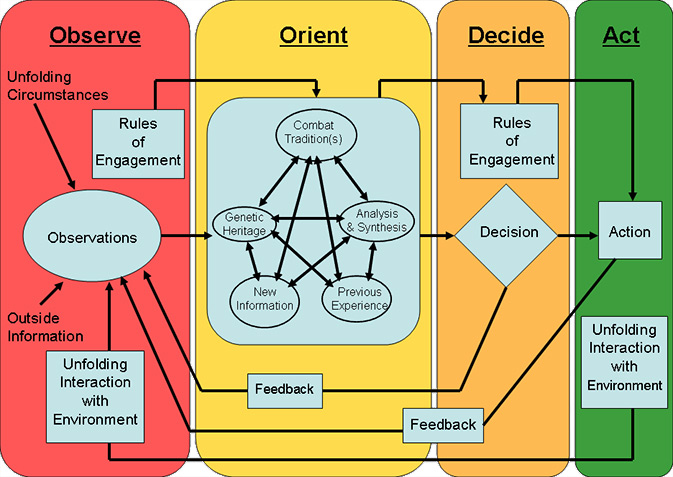 Observe
Orient
Decide
Act
Unfolding
Circumstances
Rules
of
Engagement
Observations
Outside
Information
Unfolding
Interaction
with
Environment
Combat
Tradition(s)
Genetic
Heritage
Analysis
& Synthesis
New
Information
Previous
Experience
Feedback
Rules
of
Engagement
Decision
Feedback
Action
Unfolding
Interaction
with
Environment